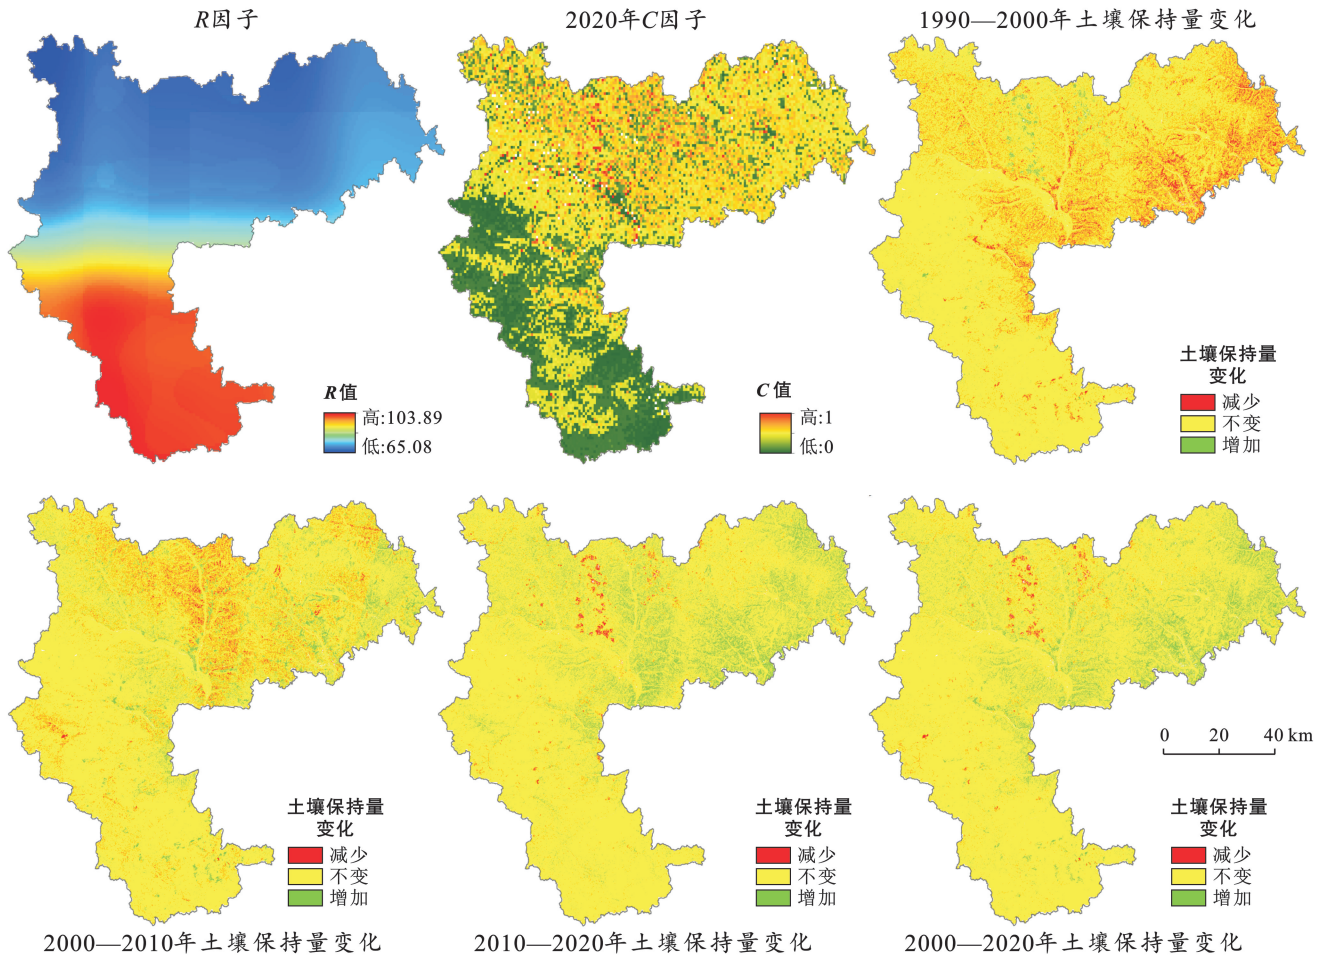 R因子
2020年C因子
1990—2000年土壤保持量变化
R值
高:103.89
低:65.08
C值
高:1
低:0
土壤保持量
变化
减少
不变
增加
0 20 40 km
土壤保持量
变化
减少
不变
增加
土壤保持量
变化
减少
不变
增加
土壤保持量
变化
减少
不变
增加
2000—2010年土壤保持量变化
2010—2020年土壤保持量变化
2000—2020年土壤保持量变化